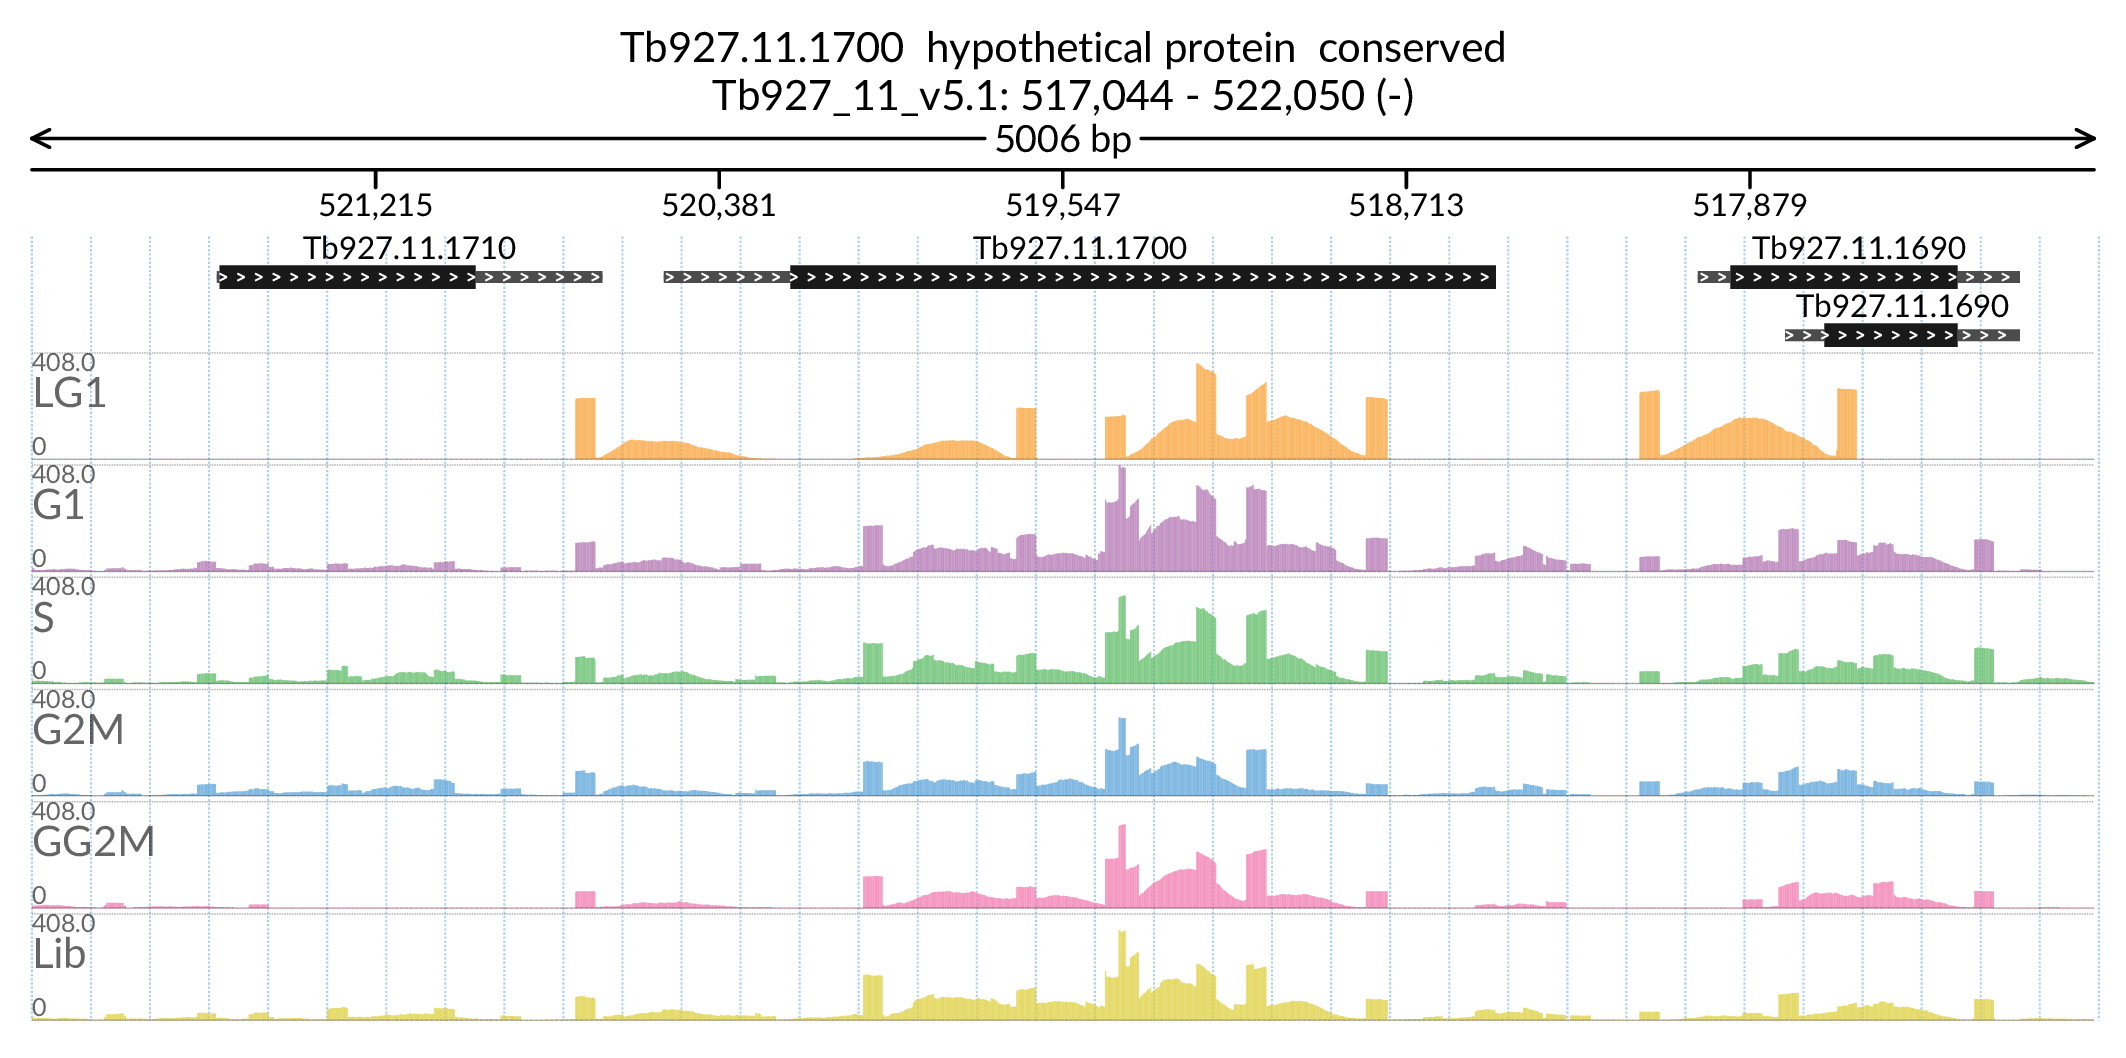 Tb927.11.1700 hypothetical protein conserved
Tb927_11_v5.1: 517,044 - 522,050 (-)
5006 bp
521,215 520,381 519,547 518,713 517,879
Tb927.11.1710 Tb927.11.1700 Tb927.11.1690
Tb927.11.1690
408.0
LG1
0
408.0
G1
0
408.0
S
0
408.0
G2M
0
408.0
GG2M
0
408.0
Lib
0